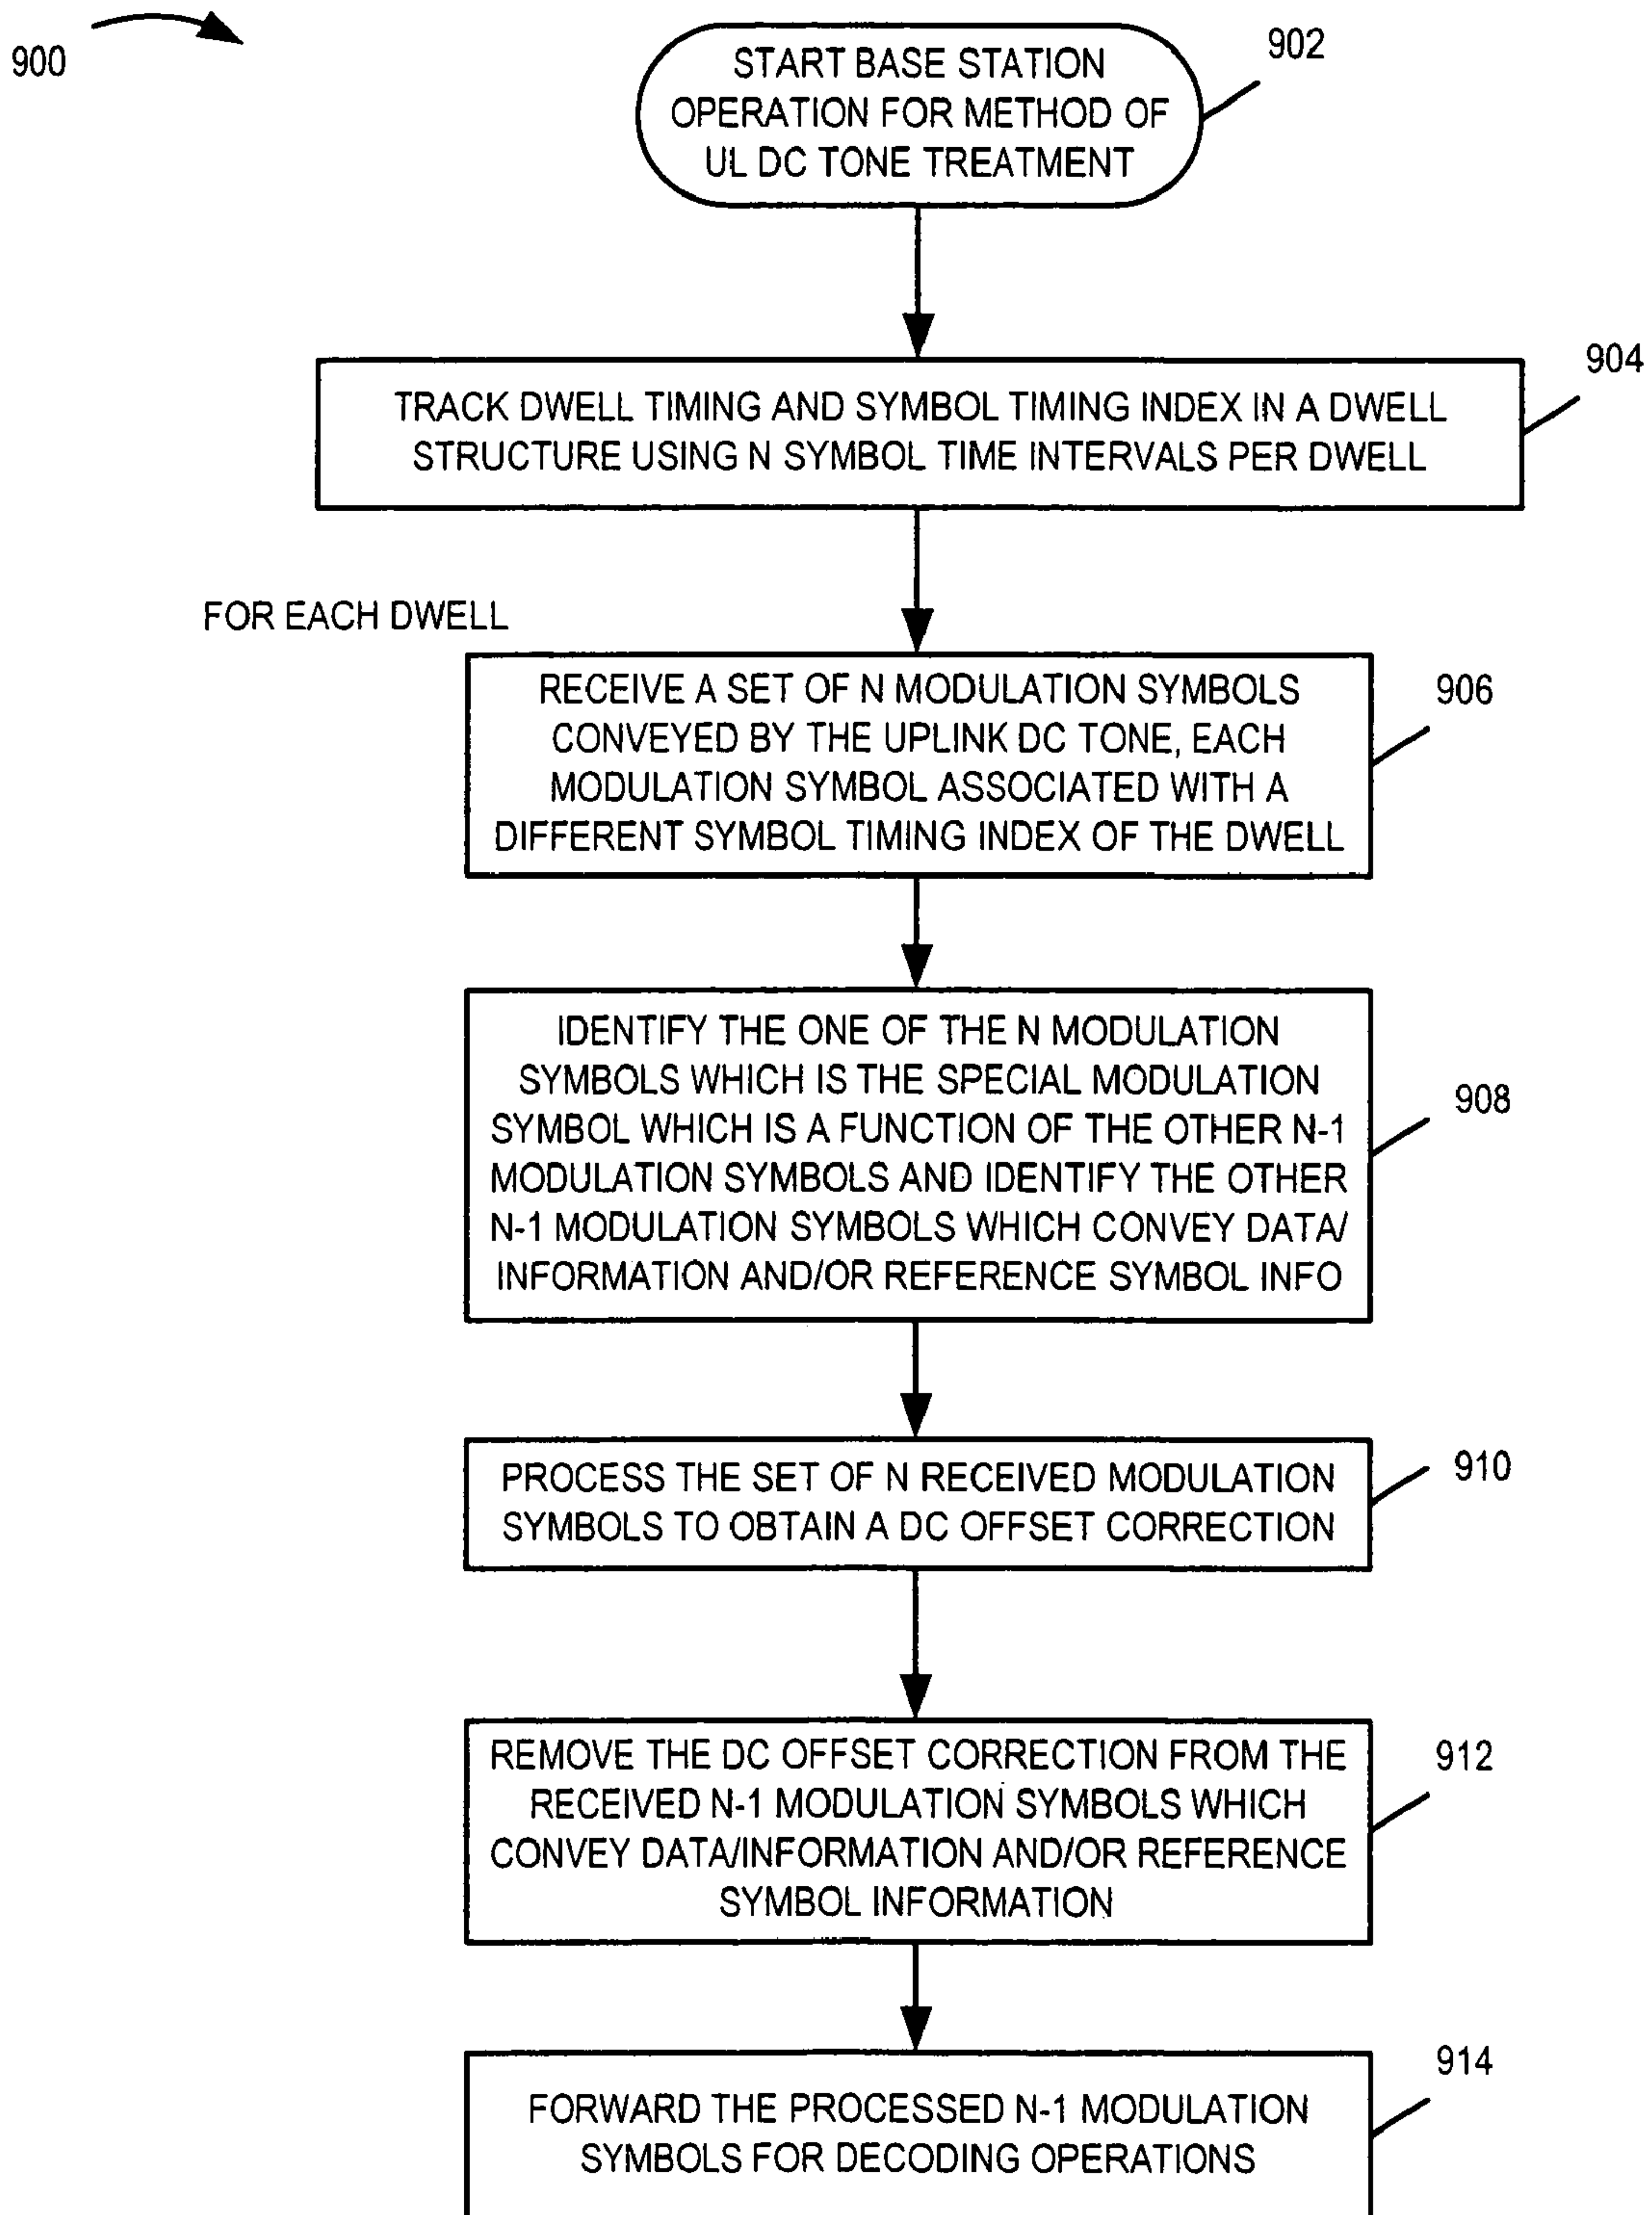 900
START BASE STATION
OPERATION FOR METHOD OF
UL DC TONE TREATMENT
902
TRACK DWELL TIMING AND SYMBOL TIMING INDEX IN A DWELL
STRUCTURE USING N SYMBOL TIME INTERVALS PER DWELL
904
FOR EACH DWELL
RECEIVE A SET OF N MODULATION SYMBOLS
CONVEYED BY THE UPLINK DC TONE, EACH
MODULATION SYMBOL ASSOCIATED WITH A
DIFFERENT SYMBOL TIMING INDEX OF THE DWELL
906
IDENTIFY THE ONE OF THE N MODULATION
SYMBOLS WHICH IS THE SPECIAL MODULATION
SYMBOL WHICH IS A FUNCTION OF THE OTHER N-1
MODULATION SYMBOLS AND IDENTIFY THE OTHER
N-1 MODULATION SYMBOLS WHICH CONVEY DATA/
INFORMATION AND/OR REFERENCE SYMBOL INFO
908
PROCESS THE SET OF N RECEIVED MODULATION
SYMBOLS TO OBTAIN A DC OFFSET CORRECTION
910
REMOVE THE DC OFFSET CORRECTION FROM THE
RECEIVED N-1 MODULATION SYMBOLS WHICH
CONVEY DATA/INFORMATION AND/OR REFERENCE
SYMBOL INFORMATION
912
FORWARD THE PROCESSED N-1 MODULATION
SYMBOLS FOR DECODING OPERATIONS
914